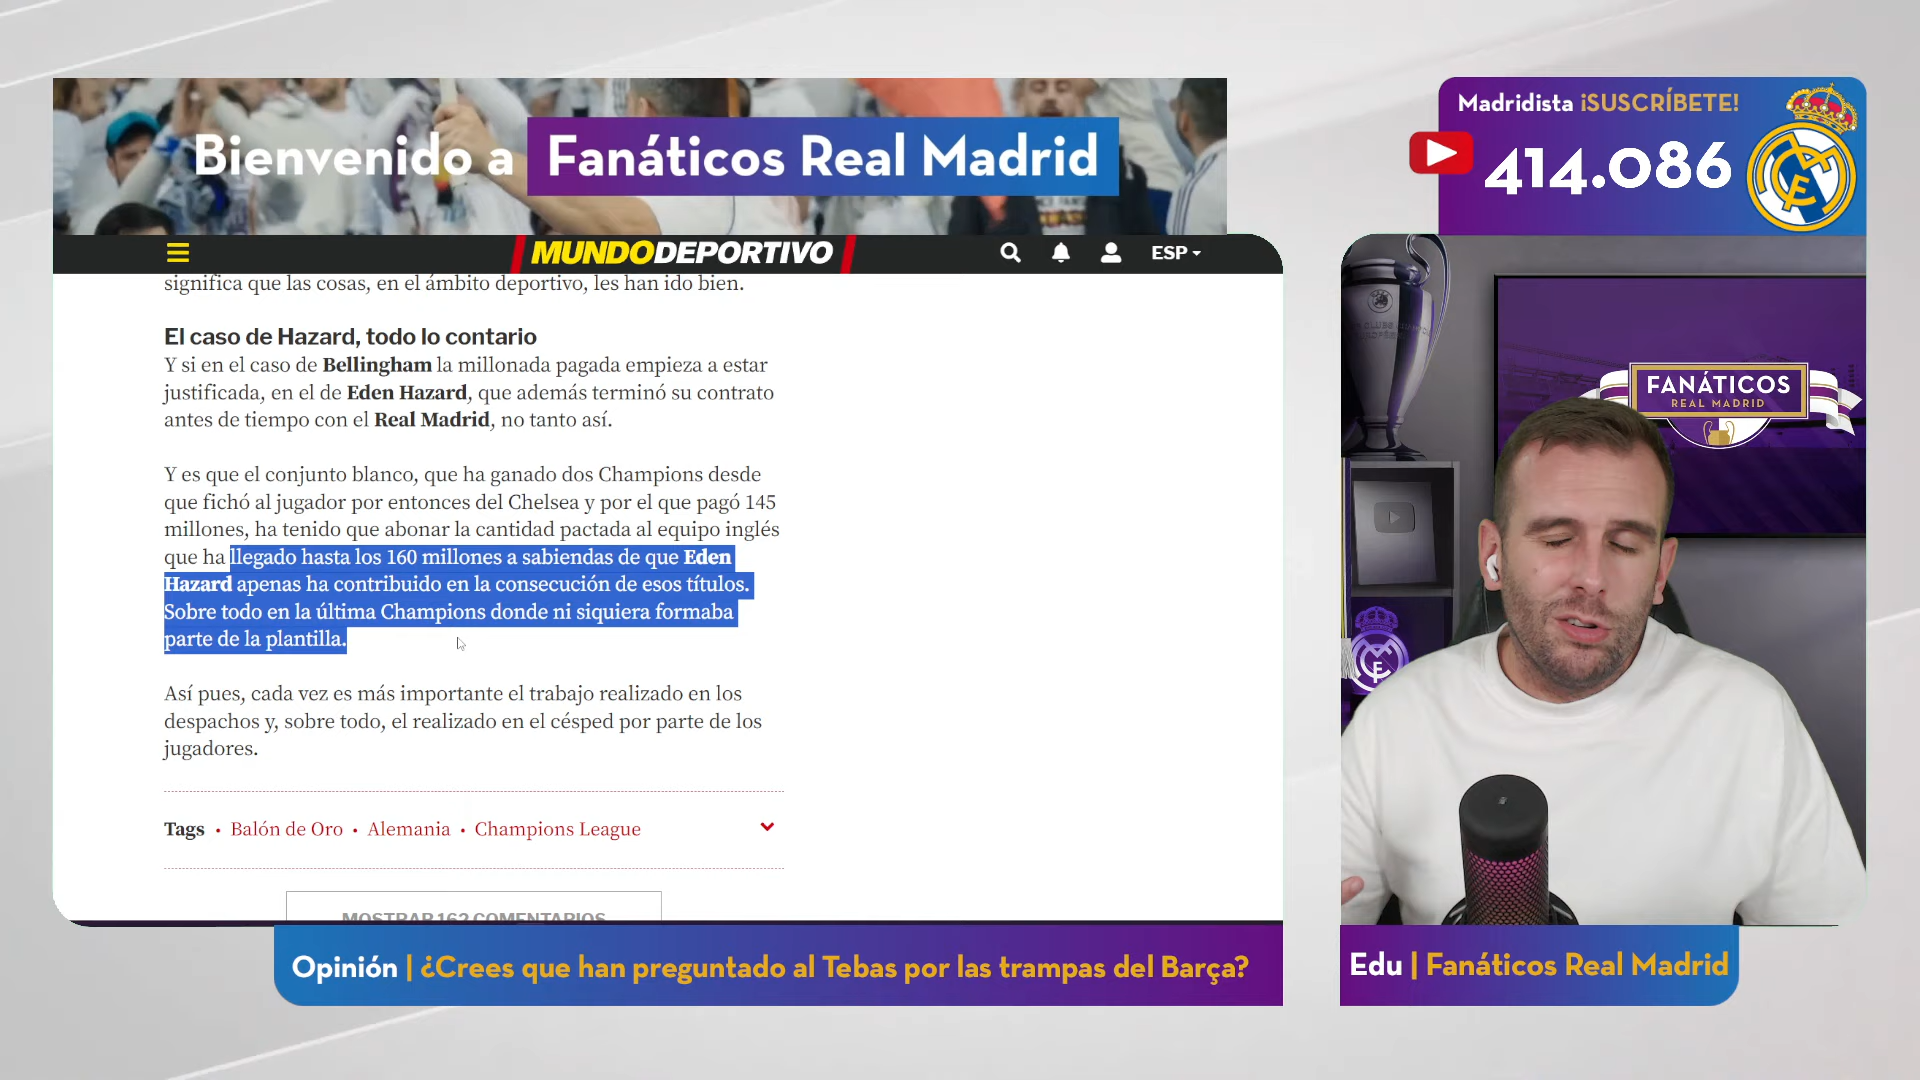 Bienvenido a Fanáticos Real Madrid
Madridista ¡SUSCRÍBETE!
414.086
MUNDODEPORTIVO
ESP
significa que las cosas, en el ámbito deportivo, les han ido bien.
El caso de Hazard, todo lo contario
Y si en el caso de Bellingham la millonada pagada empieza a estar
justificada, en el de Eden Hazard, que además terminó su contrato
antes de tiempo con el Real Madrid, no tanto así.
Y es que el conjunto blanco, que ha ganado dos Champions desde
que fichó al jugador por entonces del Chelsea y por el que pagó 145
millones, ha tenido que abonar la cantidad pactada al equipo inglés
que ha llegado hasta los 160 millones a sabiendas de que Eden
Hazard apenas ha contribuido en la consecución de esos títulos.
Sobre todo en la última Champions donde ni siquiera formaba
parte de la plantilla.
Así pues, cada vez es más importante el trabajo realizado en los
despachos y, sobre todo, el realizado en el césped por parte de los
jugadores.
Tags • Balón de Oro • Alemania • Champions League
MOSTRAR 162 COMENTARIOS
FANÁTICOS
REAL MADRID
Opinión | ¿Crees que han preguntado al Tebas por las trampas del Barça?
Edu | Fanáticos Real Madrid